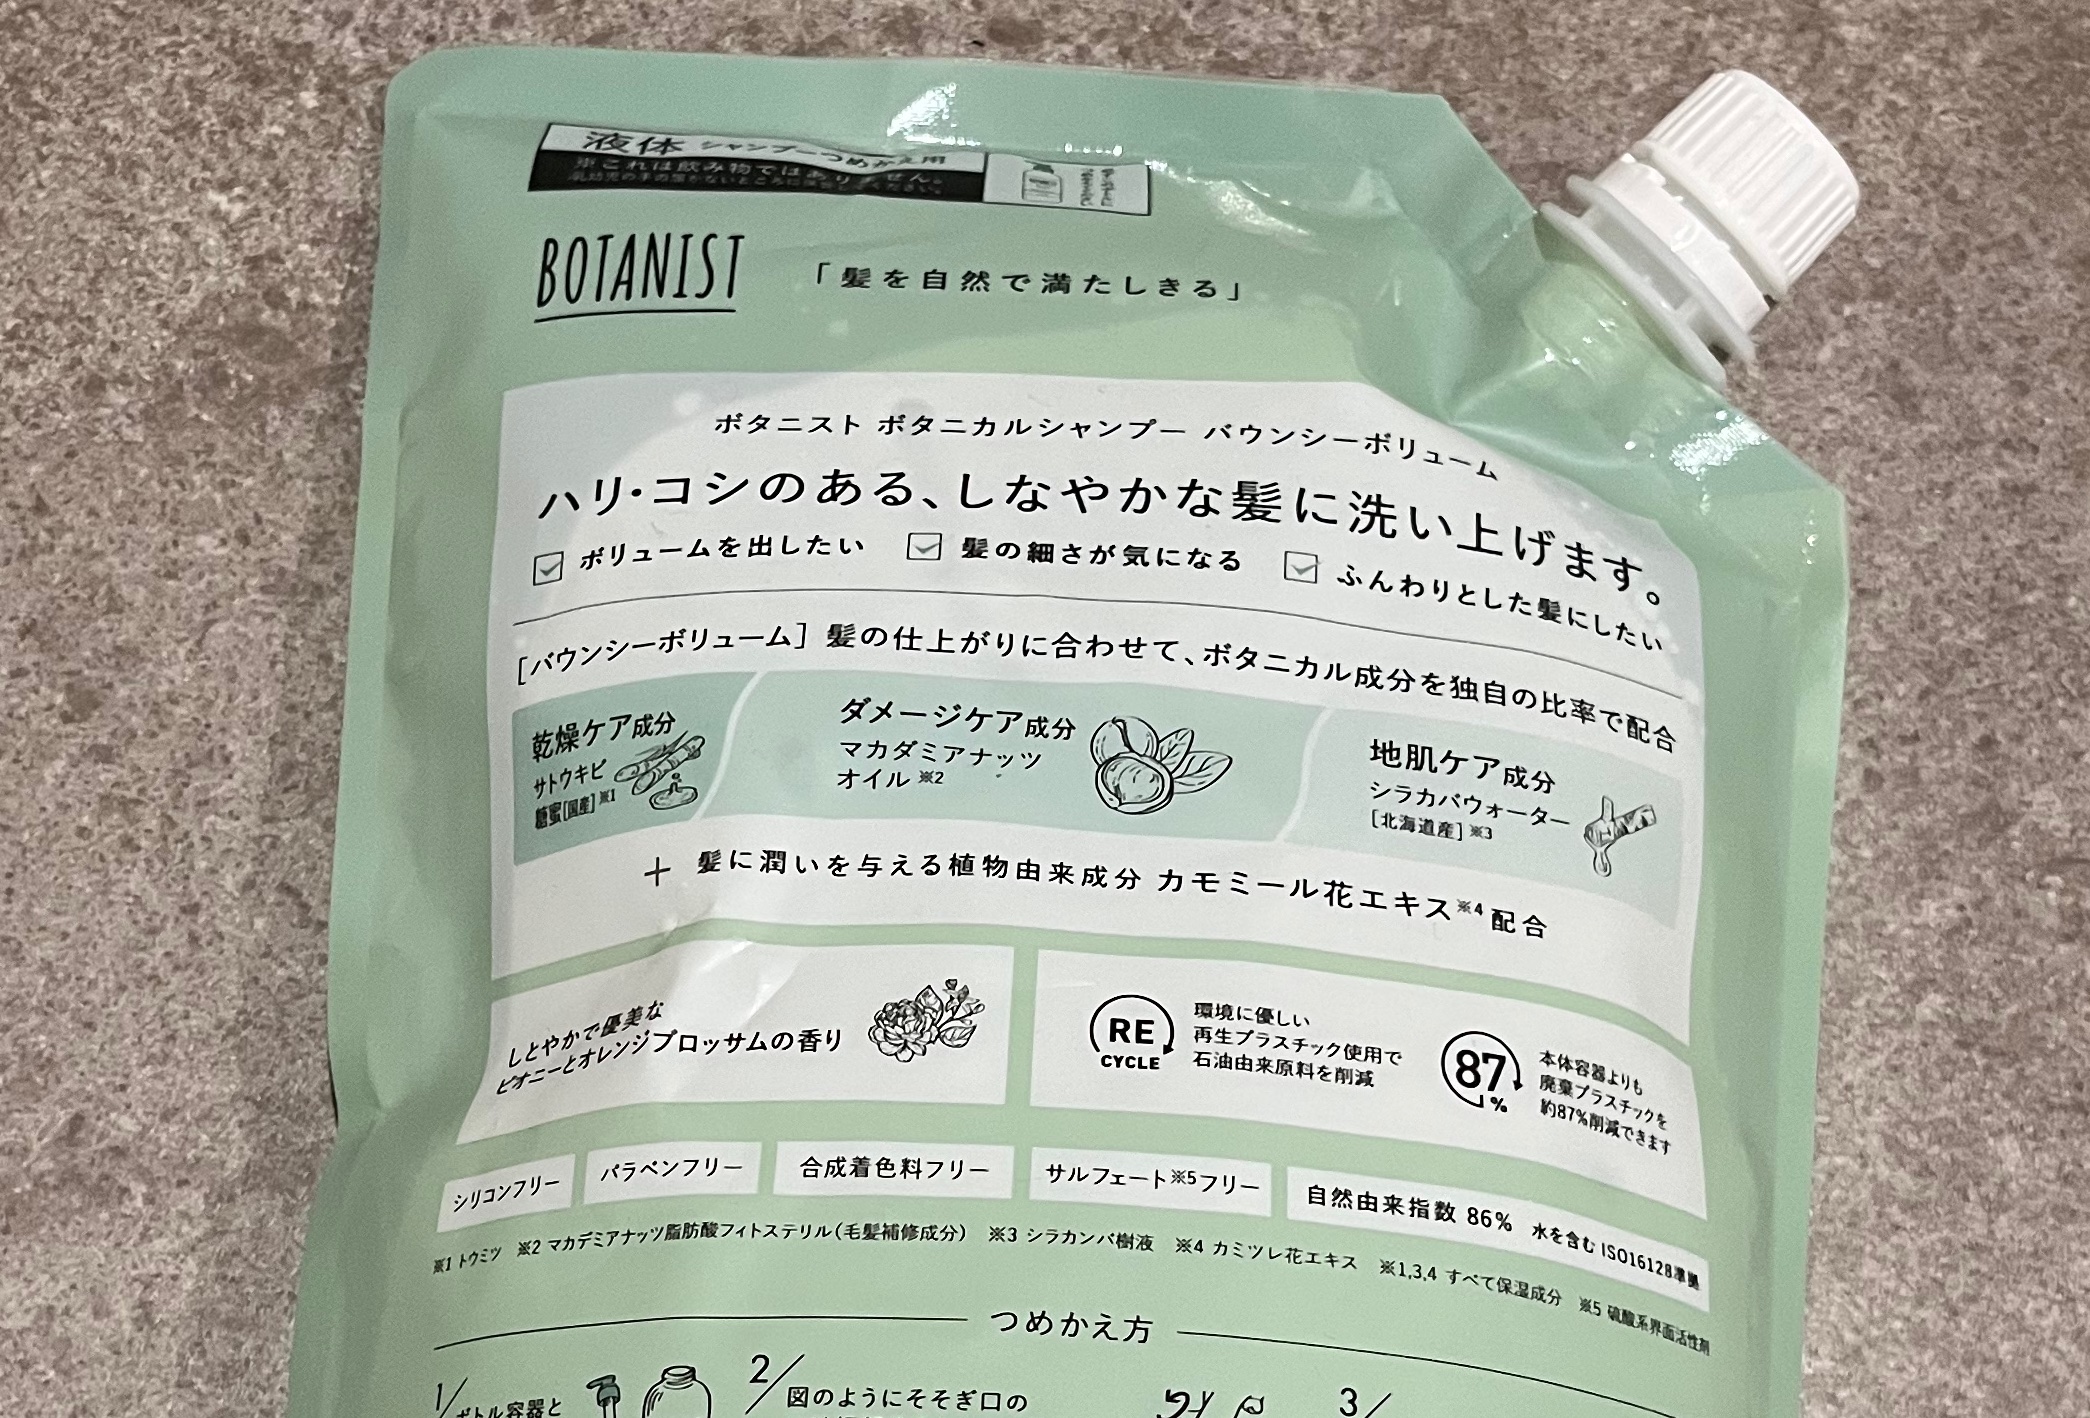 液体 シャンプーつめかえ用
※これは飲み物ではありません。
BOTANIST
「髪を自然で満たしきる」
ボタニスト ボタニカルシャンプー バウンシーボリューム
ハリ・コシのある、しなやかな髪に洗い上げます。
ボリュームを出したい 髪の細さが気になる ふんわりとした髪にしたい
[バウンシーボリューム] 髪の仕上がりに合わせて、ボタニカル成分を独自の比率で配合
乾燥ケア成分
サトウキビ
糖蜜[国産]※1
ダメージケア成分
マカダミアナッツ
オイル※2
地肌ケア成分
シラカバウォーター
[北海道産]※3
+ 髪に潤いを与える植物由来成分 カモミール花エキス※4配合
しとやかで優美な
ピオニーとオレンジブロッサムの香り
RE
CYCLE
環境に優しい
再生プラスチック使用で
石油由来原料を削減
87
%
本体容器よりも
廃棄プラスチックを
約87%削減できます
シリコンフリー
パラベンフリー
合成着色料フリー
サルフェート※5フリー
自然由来指数 86% 水を含む ISO16128準拠
※1 トウミツ ※2 マカデミアナッツ脂肪酸フィトステリル(毛髪補修成分) ※3 シラカンバ樹液 ※4 カミツレ花エキス ※1,3,4 すべて保湿成分 ※5 硫酸系界面活性剤
つめかえ方
1/
ボトル容器と
2/
図のようにそそぎ口の
3/